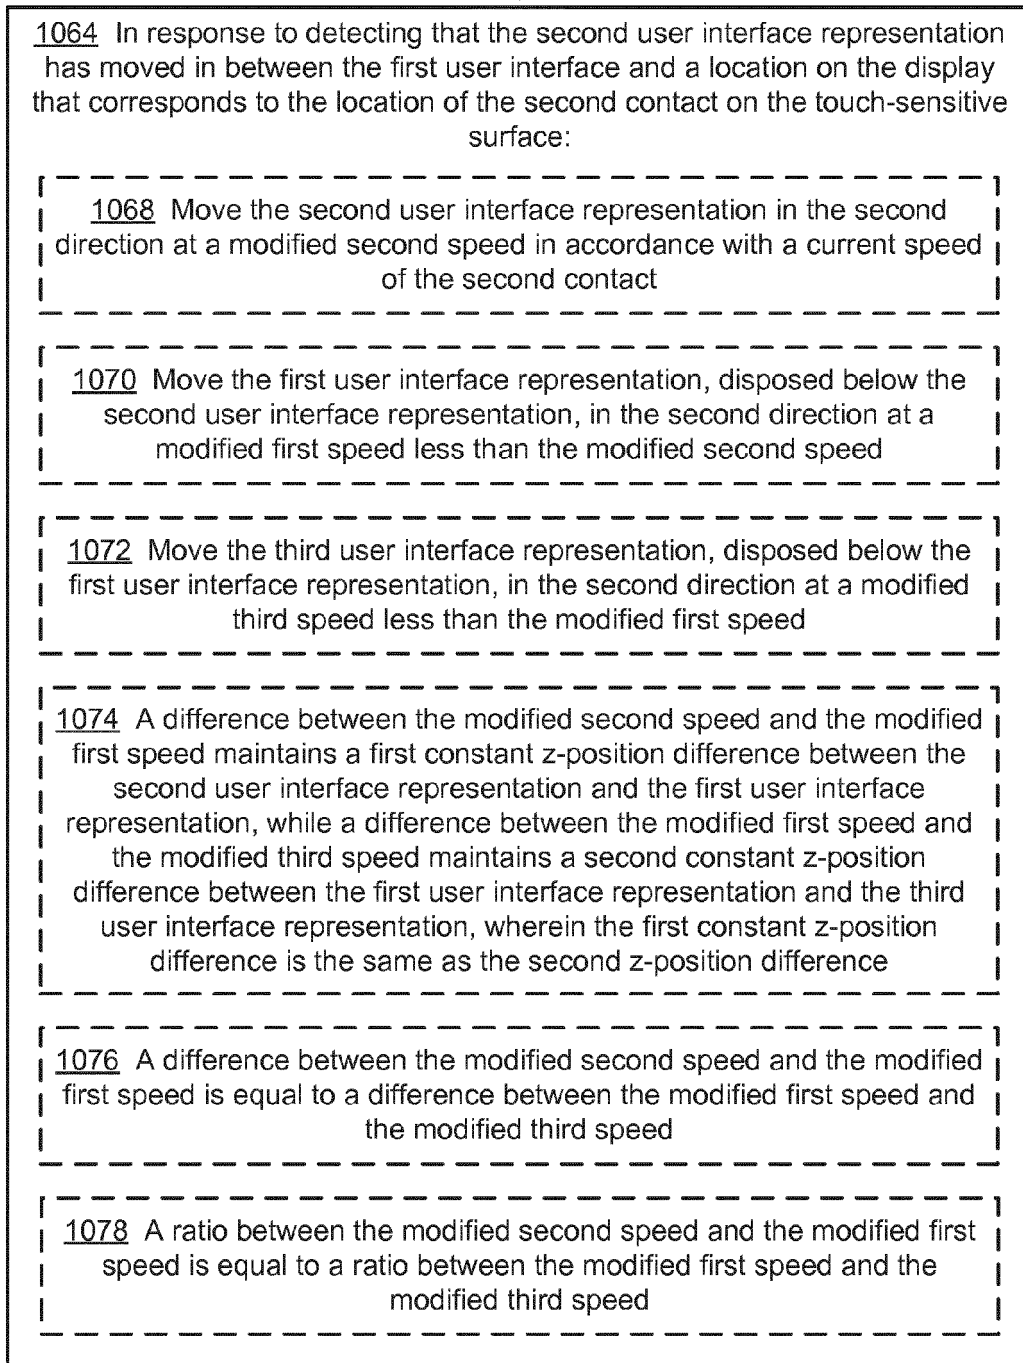 1064 In response to detecting that the second user interface representation
has moved in between the first user interface and a location on the display
that corresponds to the location of the second contact on the touch-sensitive
surface:
1068 Move the second user interface representation in the second
direction at a modified second speed in accordance with a current speed
of the second contact
1070 Move the first user interface representation, disposed below the
second user interface representation, in the second direction at a
modified first speed less than the modified second speed
1072 Move the third user interface representation, disposed below the
first user interface representation, in the second direction at a modified
third speed less than the modified first speed
1074 A difference between the modified second speed and the modified
first speed maintains a first constant z-position difference between the
second user interface representation and the first user interface
representation, while a difference between the modified first speed and
the modified third speed maintains a second constant z-position
difference between the first user interface representation and the third
user interface representation, wherein the first constant z-position
difference is the same as the second z-position difference
1076 A difference between the modified second speed and the modified
first speed is equal to a difference between the modified first speed and
the modified third speed
1078 A ratio between the modified second speed and the modified first
speed is equal to a ratio between the modified first speed and the
modified third speed